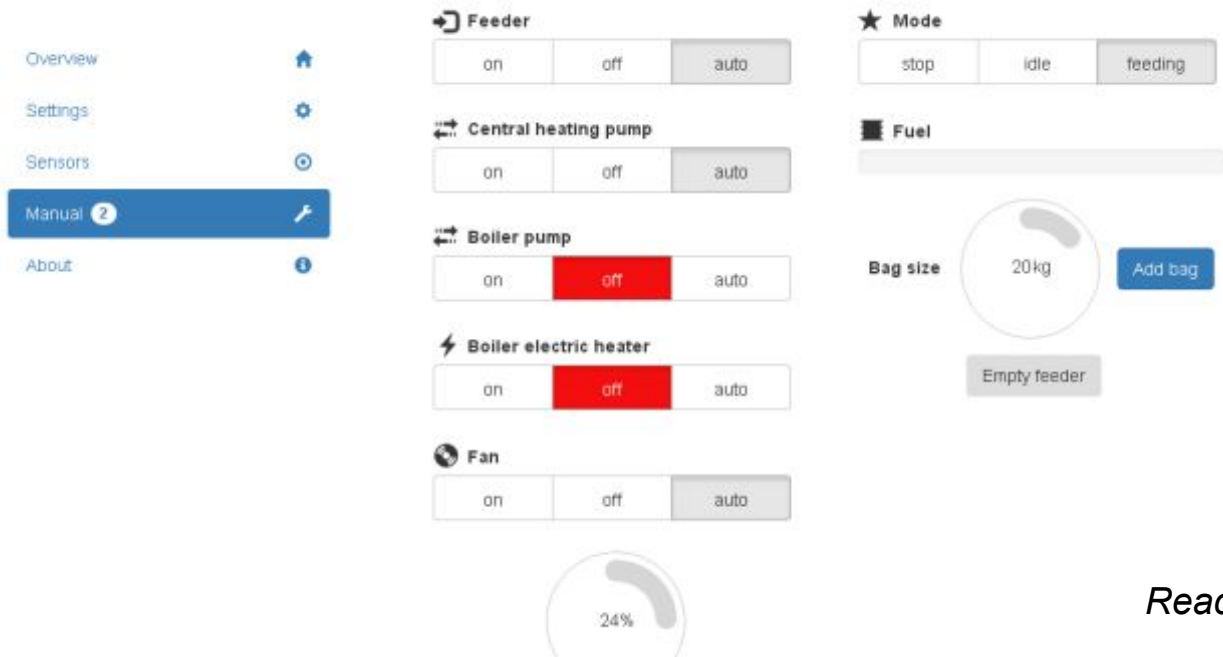 Overview
Settings
Sensors
Manual 2
About
Feeder
on off auto
Central heating pump
on off auto
Boiler pump
on off auto
Boiler electric heater
on off auto
Fan
on off auto
24%
Mode
stop idle feeding
Fuel
Bag size 20kg Add bag
Empty feeder